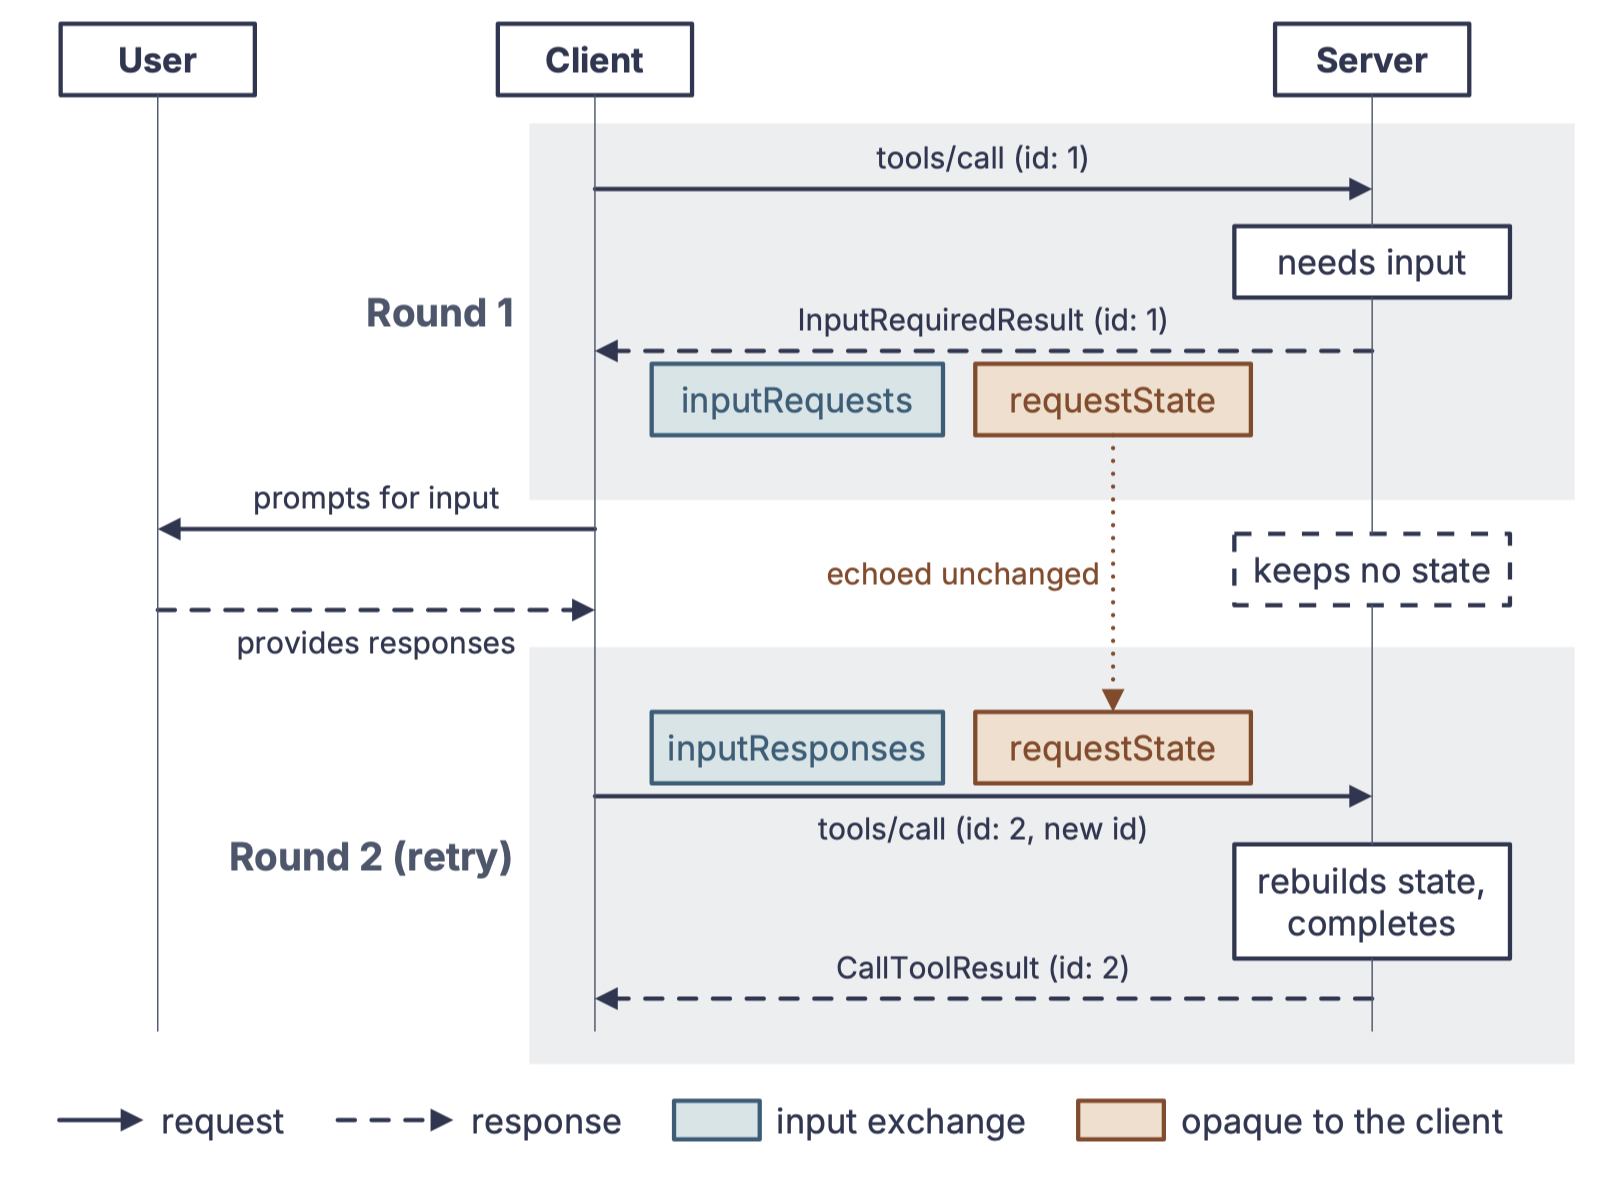 User
Client
Server
tools/call (id: 1)
needs input
Round 1
InputRequiredResult (id: 1)
inputRequests
requestState
prompts for input
echoed unchanged
keeps no state
provides responses
inputResponses
requestState
tools/call (id: 2, new id)
Round 2 (retry)
rebuilds state,
completes
CallToolResult (id: 2)
request
response
input exchange
opaque to the client